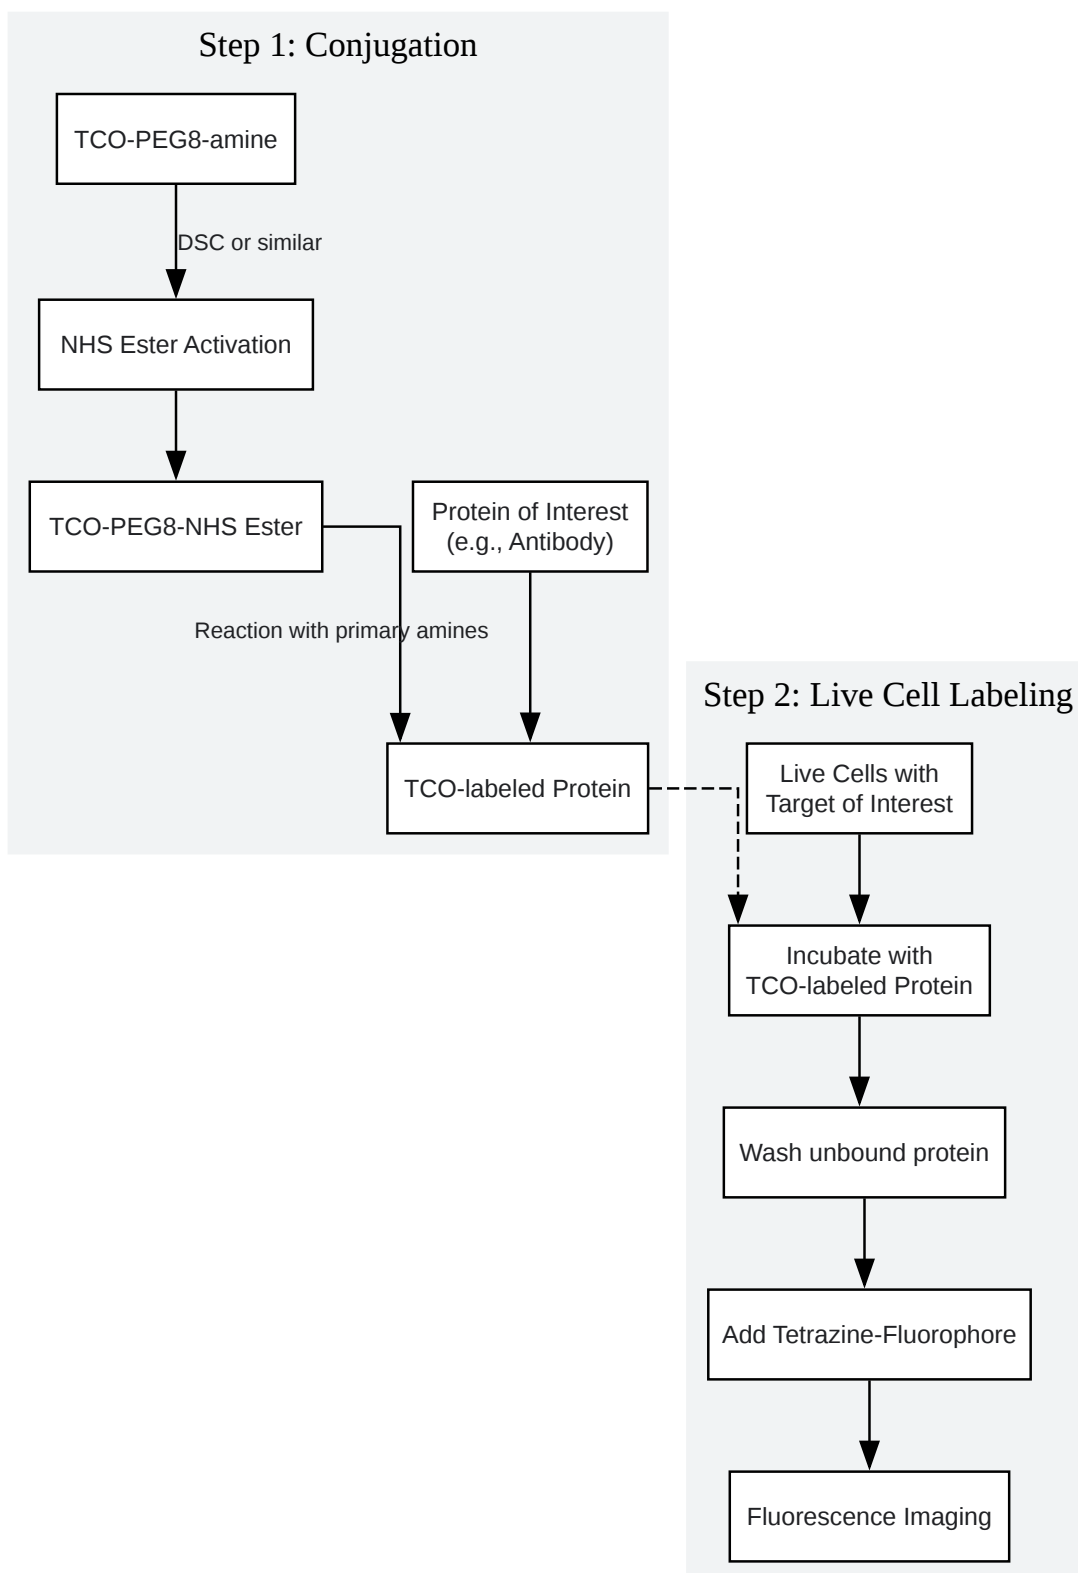 Step 1: Conjugation
TCO-PEG8-amine
DSC or similar
NHS Ester Activation
TCO-PEG8-NHS Ester
Protein of Interest
(e.g., Antibody)
Reaction with primary amines
TCO-labeled Protein
Step 2: Live Cell Labeling
Live Cells with
Target of Interest
Incubate with
TCO-labeled Protein
Wash unbound protein
Add Tetrazine-Fluorophore
Fluorescence Imaging